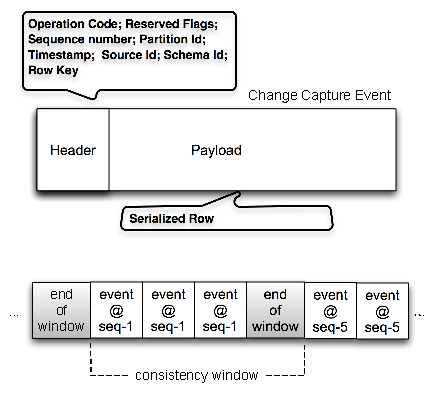 Operation Code; Reserved Flags;
Sequence number; Partition Id;
Timestamp; Source Id; Schema Id;
Row Key
Change Capture Event
Header
Payload
Serialized Row
...
end
of
window
event
@
seq-1
event
@
seq-1
event
@
seq-1
end
of
window
event
@
seq-5
event
@
seq-5
...
consistency window